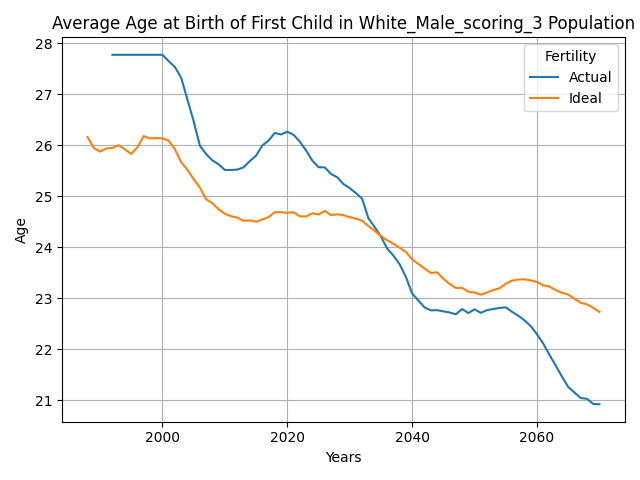 Average Age at Birth of First Child in White_Male_scoring_3 Population
Fertility
Actual
Ideal
28
27
26
25
24
23
22
21
Age
2000
2020
2040
2060
Years